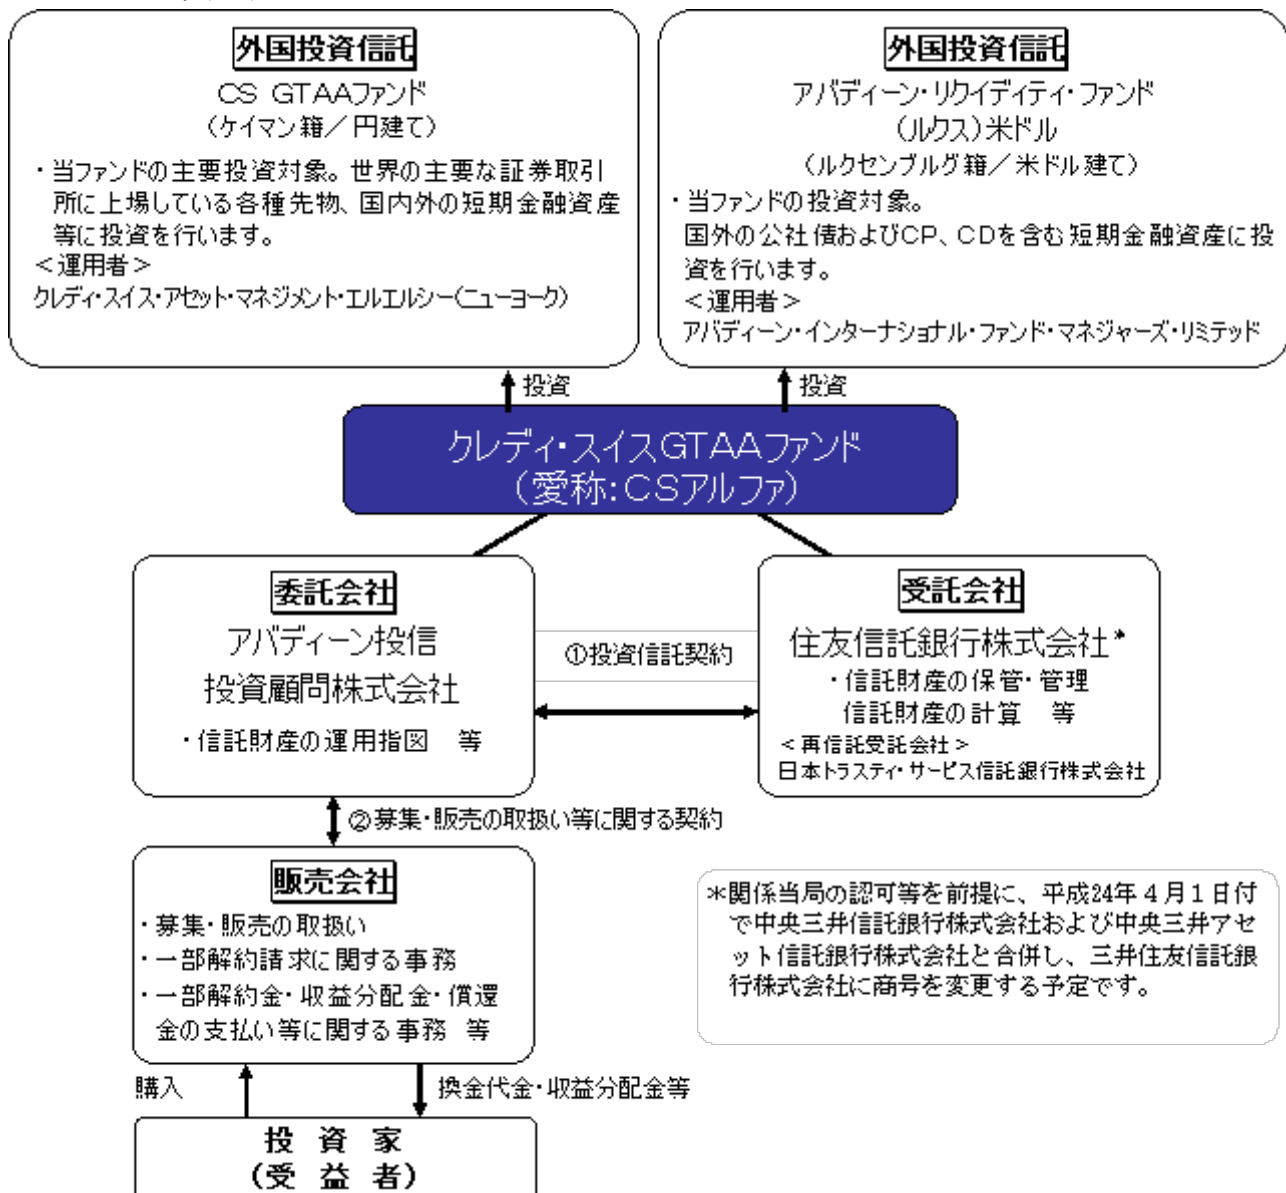 外国投資信託
CS GTAAファンド
(ケイマン籍/円建て)
・当ファンドの主要投資対象。世界の主要な証券取引
所に上場している各種先物、国内外の短期金融資産
等に投資を行います。
<運用者>
クレディ・スイス・アセット・マネジメント・エルエルシー(ニューヨーク)
外国投資信託
アバディーン・リクイディティ・ファンド
(ルクス)米ドル
(ルクセンブルグ籍/米ドル建て)
・当ファンドの投資対象。
国外の公社債およびCP、CDを含む短期金融資産に投
資を行います。
<運用者>
アバディーン・インターナショナル・ファンド・マネジャーズ・リミテッド
投資
投資
クレディ・スイスGTAAファンド
(愛称:CSアルファ)
委託会社
アバディーン投信
投資顧問株式会社
・信託財産の運用指図 等
①投資信託契約
受託会社
住友信託銀行株式会社*
・信託財産の保管・管理
信託財産の計算 等
<再信託受託会社>
日本トラスティ・サービス信託銀行株式会社
②募集・販売の取扱い等に関する契約
販売会社
・募集・販売の取扱い
・一部解約請求に関する事務
・一部解約金・収益分配金・償還
金の支払い等に関する事務 等
*関係当局の認可等を前提に、平成24年4月1日付
で中央三井信託銀行株式会社および中央三井アセ
ット信託銀行株式会社と合併し、三井住友信託銀
行株式会社に商号を変更する予定です。
購入
換金代金・収益分配金等
投 資 家
(受 益 者)